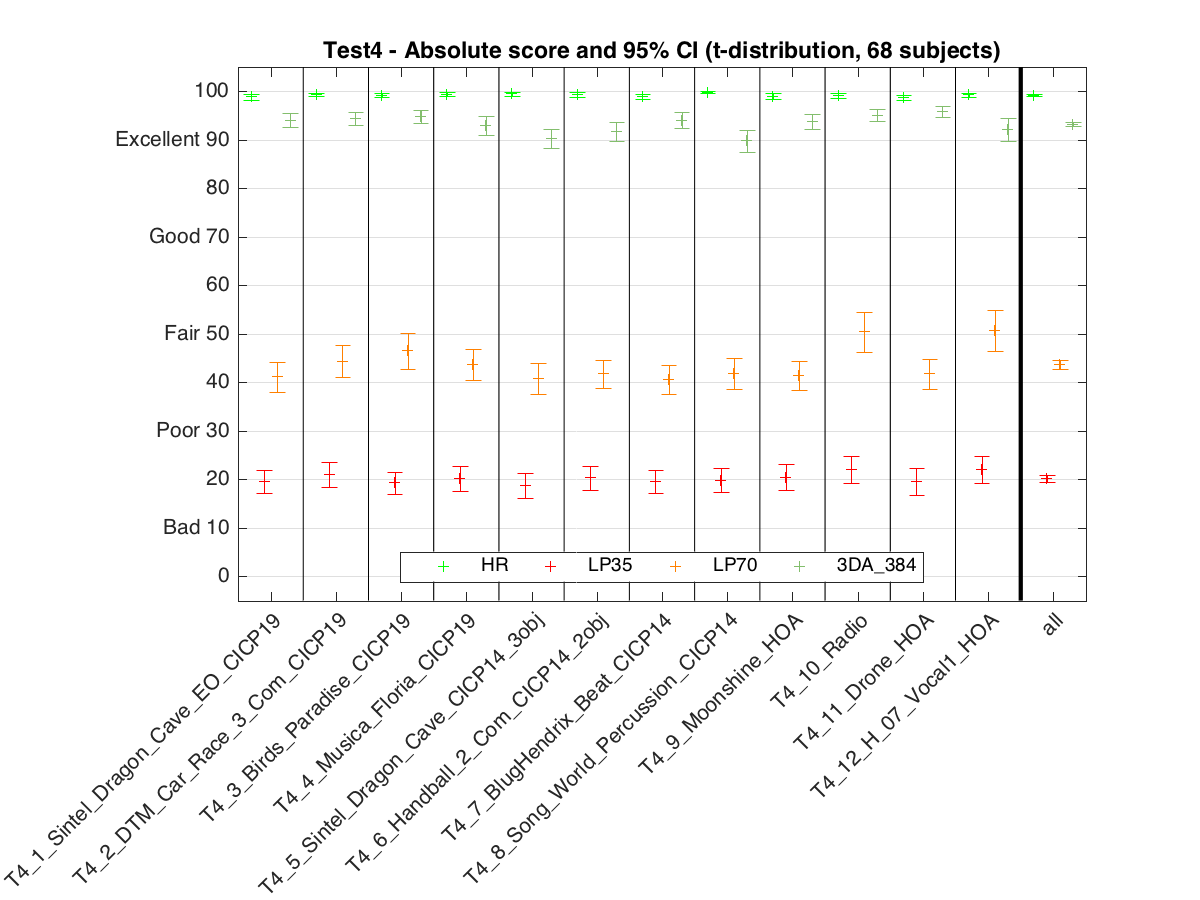 Test4 - Absolute score and 95% CI (t-distribution, 68 subjects)
100
Excellent 90
80
Good 70
60
Fair 50
40
Poor 30
20
Bad 10
0
HR LP35 LP70 3DA_384
T4_1_Sintel_Dragon_Cave_EO_CICP19
T4_2_DTM_Car_Race_3_Com_CICP19
T4_3_Birds_Paradise_CICP19
T4_4_Musica_Floria_CICP19
T4_5_Sintel_Dragon_Cave_CICP14_3obj
T4_6_Handball_2_Com_CICP14_2obj
T4_7_BlugHendrix_Beat_CICP14
T4_8_Song_World_Percussion_CICP14
T4_9_Moonshine_HOA
T4_10_Radio
T4_11_Drone_HOA
T4_12_H_07_Vocal1_HOA
all